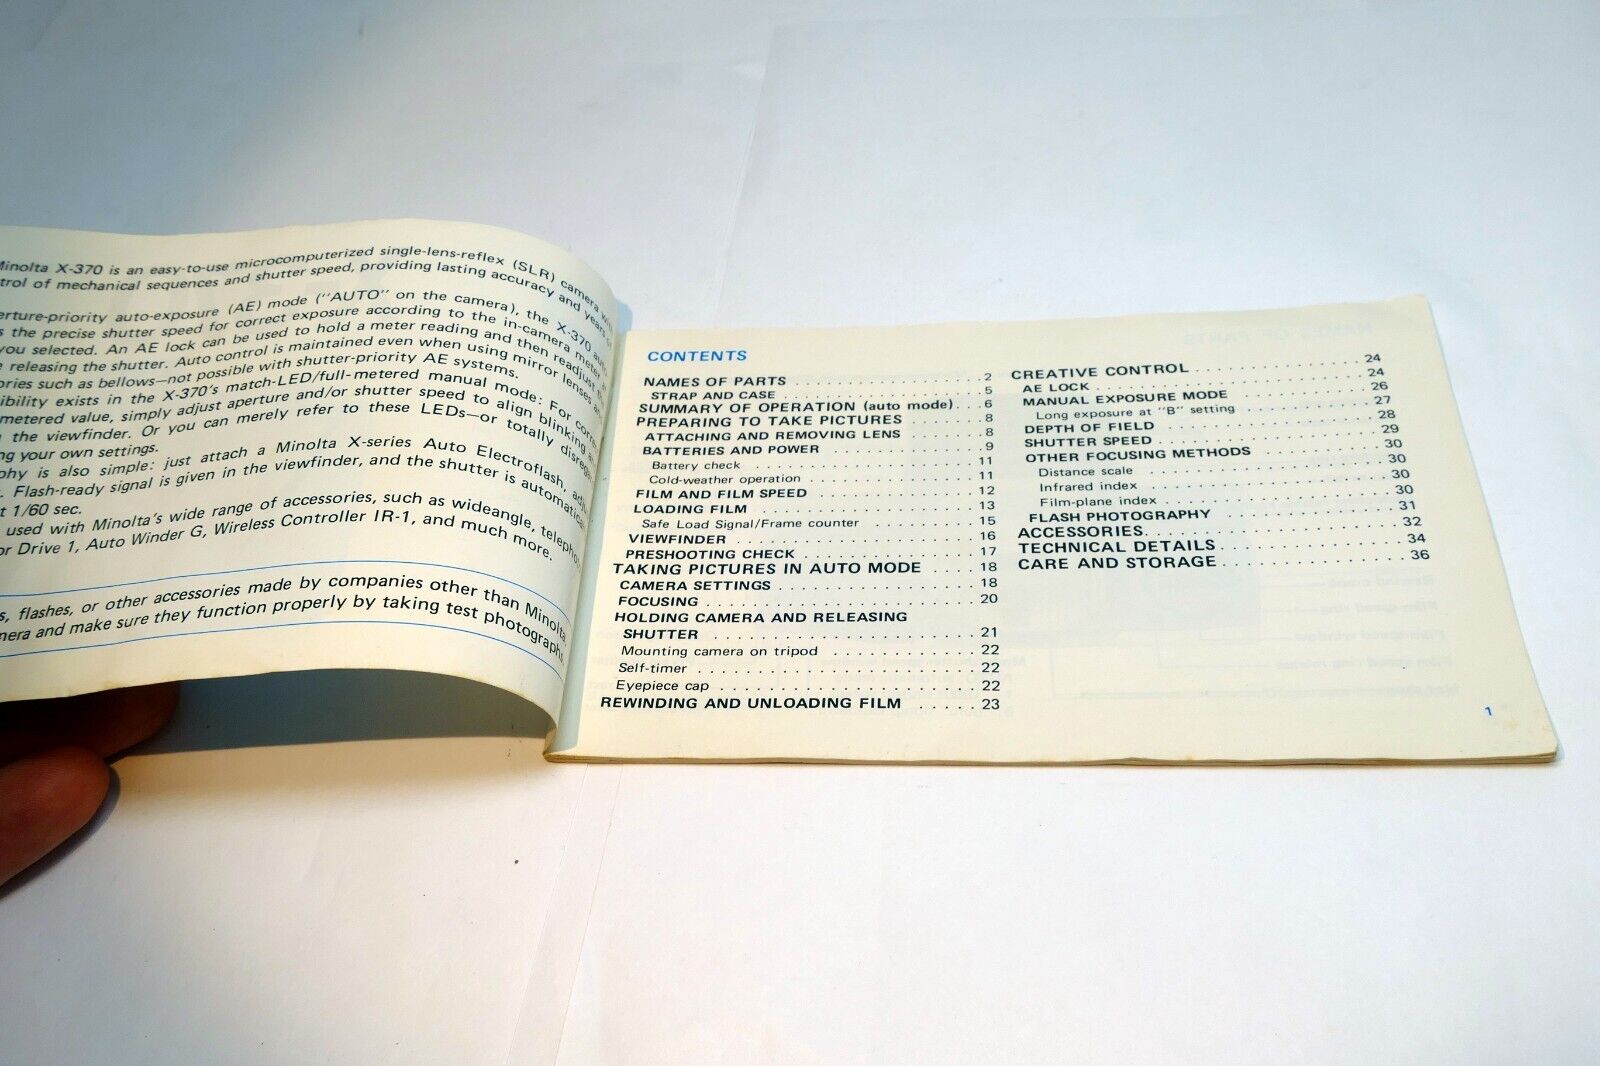 Minolta X-370 is an easy-to-use microcomputerized single-lens-reflex (SLR) camera with
trol of mechanical sequences and shutter speed, providing lasting accuracy and years of
erture-priority auto-exposure (AE) mode ("AUTO" on the camera), the X-370
s the precise shutter speed for correct exposure according to the in-camera meter
you selected. An AE lock can be used to hold a meter reading and then readjust
e releasing the shutter. Auto control is maintained even when using mirror lenses
ories such as bellows—not possible with shutter-priority AE systems.
ibility exists in the X-370's match-LED/full-metered manual mode: For
metered value, simply adjust aperture and/or shutter speed to align blinking
the viewfinder. Or you can merely refer to these LEDs—or totally
ng your own settings.
phy is also simple: just attach a Minolta X-series Auto Electroflash,
. Flash-ready signal is given in the viewfinder, and the shutter is
t 1/60 sec.
used with Minolta's wide range of accessories, such as wideangle,
or Drive 1, Auto Winder G, Wireless Controller IR-1, and much more.
s, flashes, or other accessories made by companies other than Minolta,
mera and make sure they function properly by taking test photographs.
CONTENTS
NAMES OF PARTS . . . . . . . . . . . . . . . . . 2
STRAP AND CASE . . . . . . . . . . . . . . . . . 5
SUMMARY OF OPERATION (auto mode). . . 6
PREPARING TO TAKE PICTURES . . . . . . . 8
ATTACHING AND REMOVING LENS . . . . . . . 8
BATTERIES AND POWER . . . . . . . . . . . . . 9
Battery check . . . . . . . . . . . . . . . . . . 11
Cold-weather operation . . . . . . . . . . . . . 11
FILM AND FILM SPEED . . . . . . . . . . . . . 12
LOADING FILM . . . . . . . . . . . . . . . . . . 13
Safe Load Signal/Frame counter . . . . . . . . . 15
VIEWFINDER . . . . . . . . . . . . . . . . . . . 16
PRESHOOTING CHECK . . . . . . . . . . . . . 17
TAKING PICTURES IN AUTO MODE . . . . 18
CAMERA SETTINGS . . . . . . . . . . . . . . . 18
FOCUSING . . . . . . . . . . . . . . . . . . . . . 20
HOLDING CAMERA AND RELEASING
SHUTTER . . . . . . . . . . . . . . . . . . . . . 21
Mounting camera on tripod . . . . . . . . . . . 22
Self-timer . . . . . . . . . . . . . . . . . . . . . . 22
Eyepiece cap . . . . . . . . . . . . . . . . . . . . 22
REWINDING AND UNLOADING FILM . . . . . 23
CREATIVE CONTROL . . . . . . . . . . . . . . 24
AE LOCK . . . . . . . . . . . . . . . . . . . . . . 24
MANUAL EXPOSURE MODE . . . . . . . . . . 26
Long exposure at "B" setting . . . . . . . . . . 27
DEPTH OF FIELD . . . . . . . . . . . . . . . . . 28
SHUTTER SPEED . . . . . . . . . . . . . . . . . 29
OTHER FOCUSING METHODS . . . . . . . . . 30
Distance scale . . . . . . . . . . . . . . . . . . . 30
Infrared index . . . . . . . . . . . . . . . . . . . 30
Film-plane index . . . . . . . . . . . . . . . . . . 30
FLASH PHOTOGRAPHY . . . . . . . . . . . . . 31
ACCESSORIES. . . . . . . . . . . . . . . . . . . 32
TECHNICAL DETAILS . . . . . . . . . . . . . . 34
CARE AND STORAGE . . . . . . . . . . . . . . 36
1